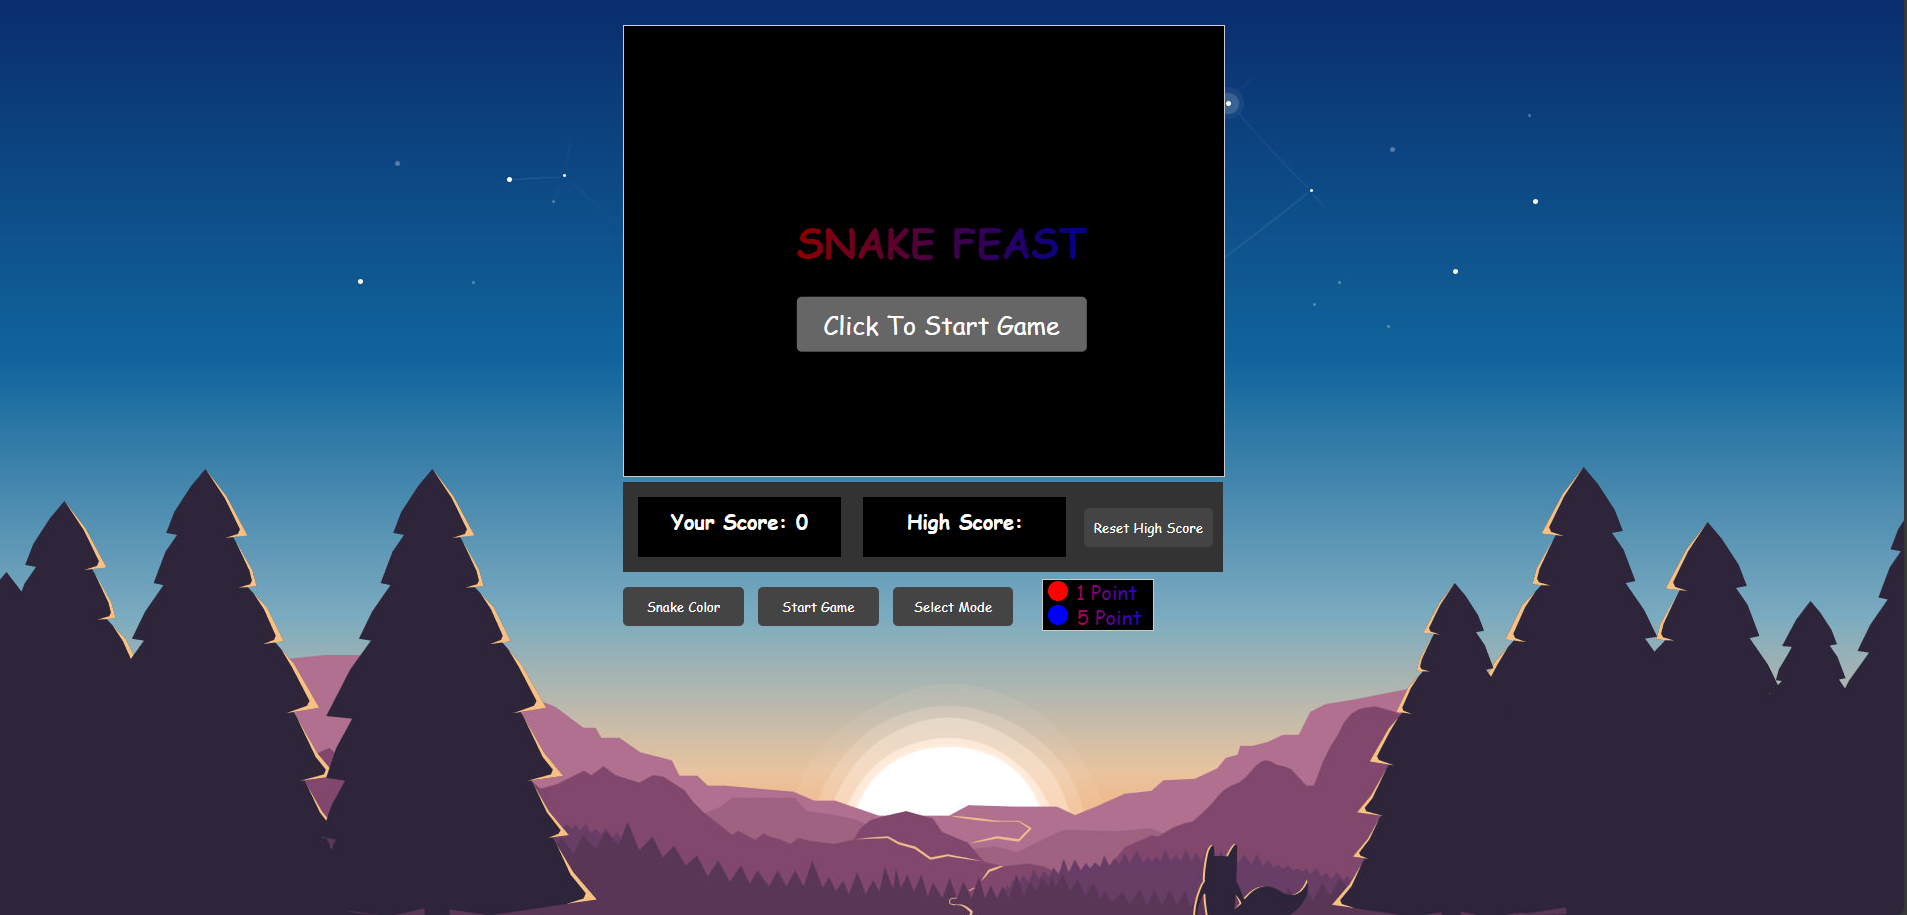 SNAKE FEAST
Click To Start Game
Your Score: 0
High Score:
Reset High Score
Snake Color
Start Game
Select Mode
1 Point
5 Point